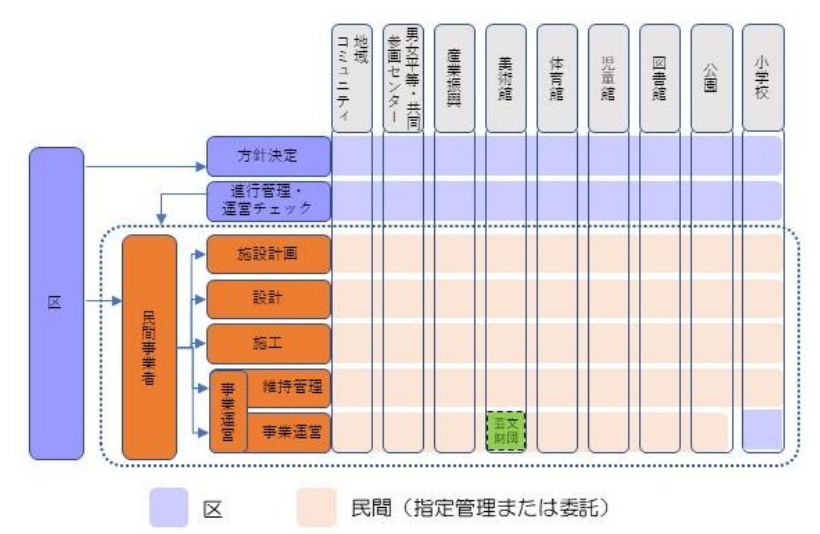 地域
コミュニティ
男女平等・共同
参画センター
産業振興
美術館
体育館
児童館
図書館
公園
小学校
区
方針決定
進行管理・
運営チェック
民間事業者
施設計画
設計
施工
事業運営
維持管理
事業運営
芸文
財団
区
民間（指定管理または委託）